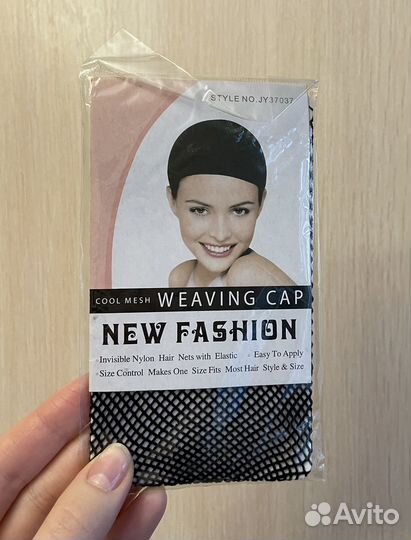 STYLE NO.JY37037
COOL MESH WEAVING CAP
NEW FASHION
Invisible Nylon Hair Nets with Elastic · Easy To Apply
· Size Control Makes One Size Fits Most Hair Style & Size
Avito